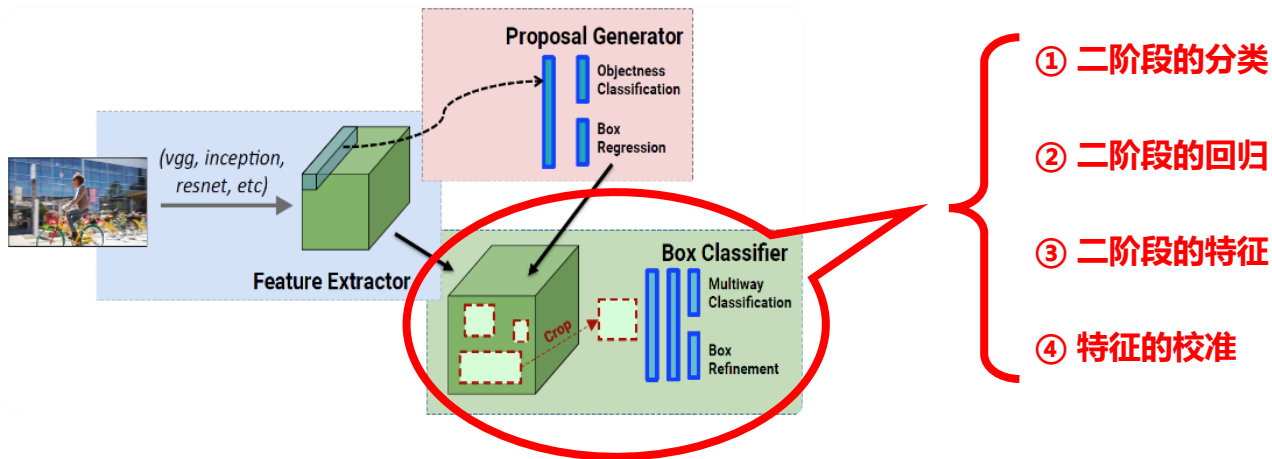 Proposal Generator
Objectness
Classification
Box
Regression
(vgg, inception,
resnet, etc)
Feature Extractor
Box Classifier
Multiway
Classification
Crop
Box
Refinement
① 二阶段的分类
② 二阶段的回归
③ 二阶段的特征
④ 特征的校准